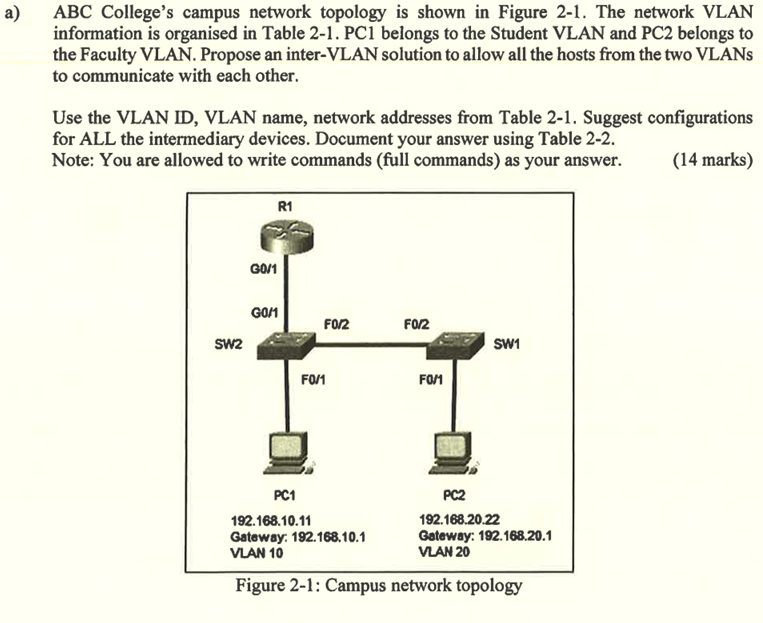 a) ABC College's campus network topology is shown in Figure 2-1. The network VLAN
information is organised in Table 2-1. PC1 belongs to the Student VLAN and PC2 belongs to
the Faculty VLAN. Propose an inter-VLAN solution to allow all the hosts from the two VLANs
to communicate with each other.
Use the VLAN ID, VLAN name, network addresses from Table 2-1. Suggest configurations
for ALL the intermediary devices. Document your answer using Table 2-2.
Note: You are allowed to write commands (full commands) as your answer. (14 marks)
R1
G0/1
G0/1
F0/2 F0/2
SW2 SW1
F0/1 F0/1
PC1 PC2
192.168.10.11 192.168.20.22
Gateway: 192.168.10.1 Gateway: 192.168.20.1
VLAN 10 VLAN 20
Figure 2-1: Campus network topology